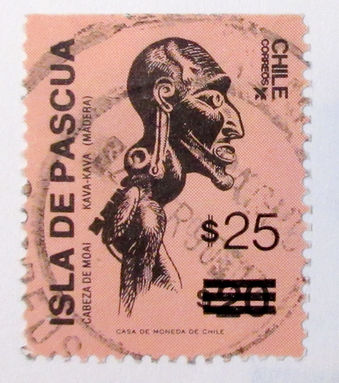 ISLA DE PASCUA
CABEZA DE MOAI KAVA-KAVA (MADERA)
CHILE
CORREOS
$25
$20
CASA DE MONEDA DE CHILE